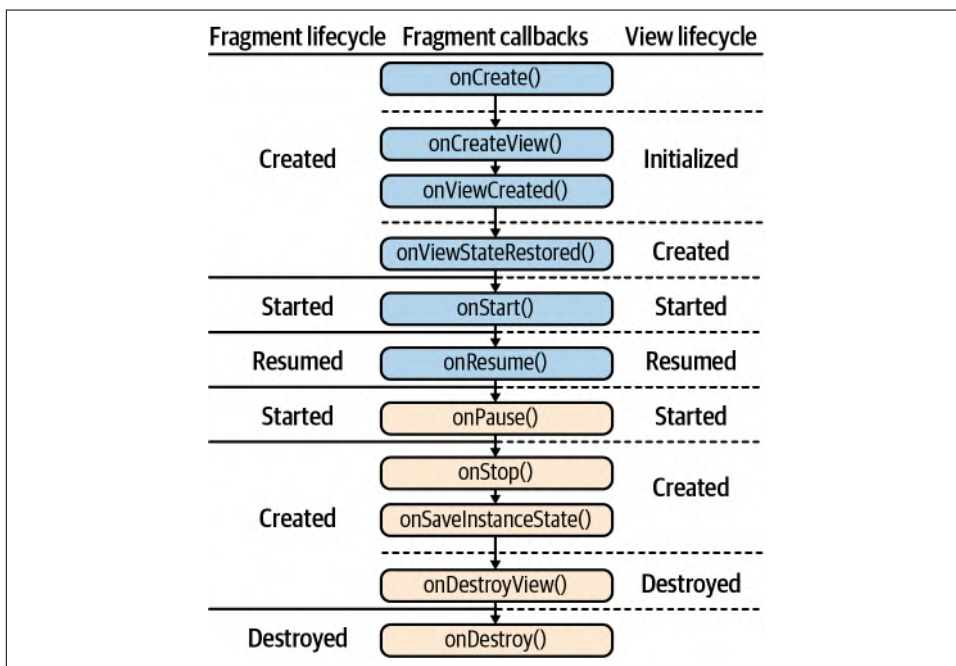 Fragment lifecycle Fragment callbacks View lifecycle
onCreate()
onCreateView()
Created Initialized
onViewCreated()
onViewStateRestored() Created
Started onStart() Started
Resumed onResume() Resumed
Started onPause() Started
onStop()
Created
Created onSaveInstanceState()
onDestroyView() Destroyed
Destroyed onDestroy()